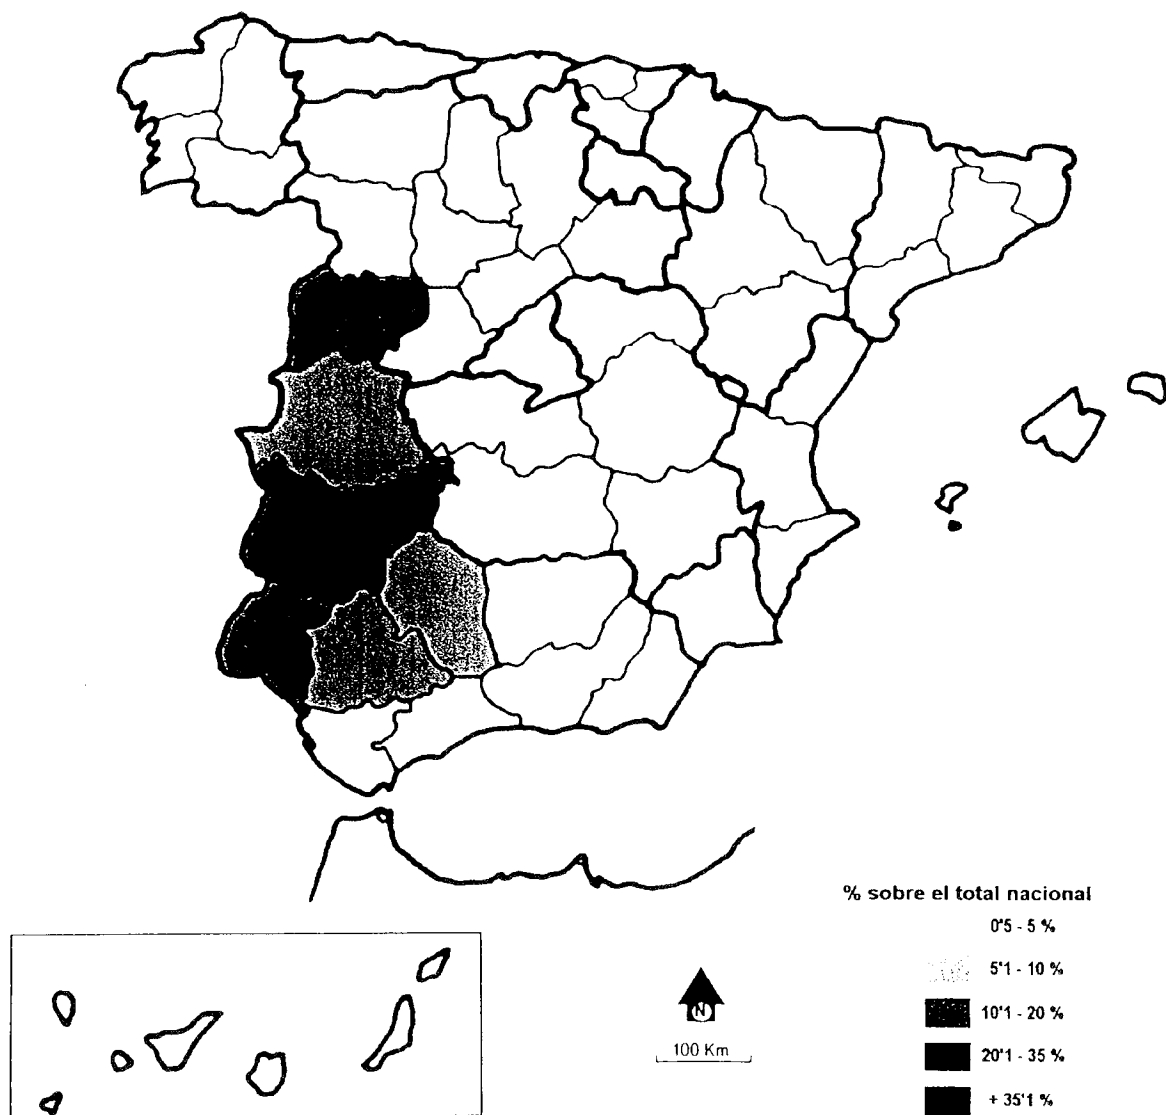 % sobre el total nacional
0'5 - 5 %
5'1 - 10 %
10'1 - 20 %
20'1 - 35 %
+ 35'1 %
N
100 Km